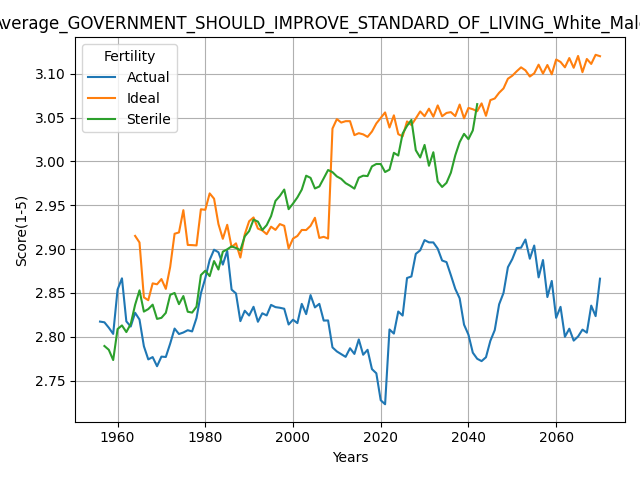 verage_GOVERNMENT_SHOULD_IMPROVE_STANDARD_OF_LIVING_White_Mal
Fertility
Actual
Ideal
Sterile
Score(1-5)
3.10
3.05
3.00
2.95
2.90
2.85
2.80
2.75
1960 1980 2000 2020 2040 2060
Years